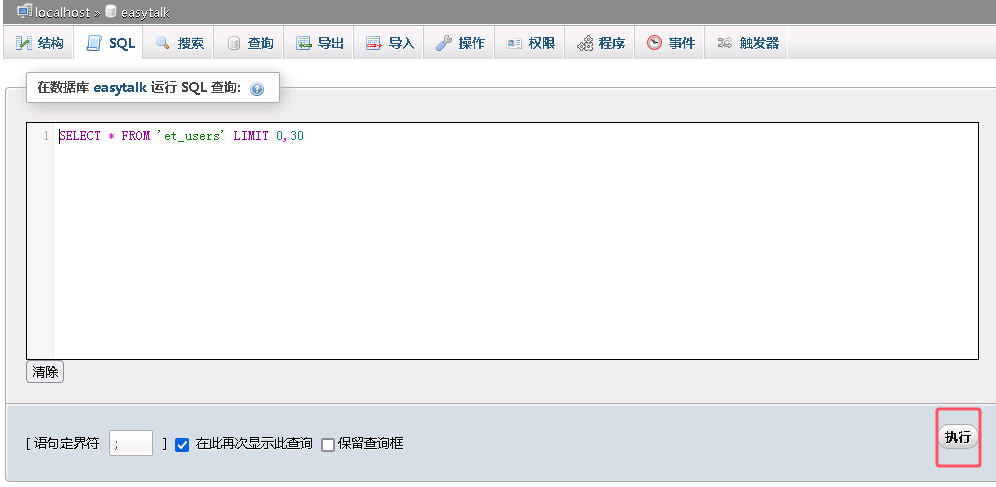 localhost » easytalk
结构 SQL 搜索 查询 导出 导入 操作 权限 程序 事件 触发器
在数据库 easytalk 运行 SQL 查询:
1 SELECT * FROM 'et_users' LIMIT 0,30
清除
[ 语句定界符 ; ] 在此再次显示此查询 保留查询框 执行